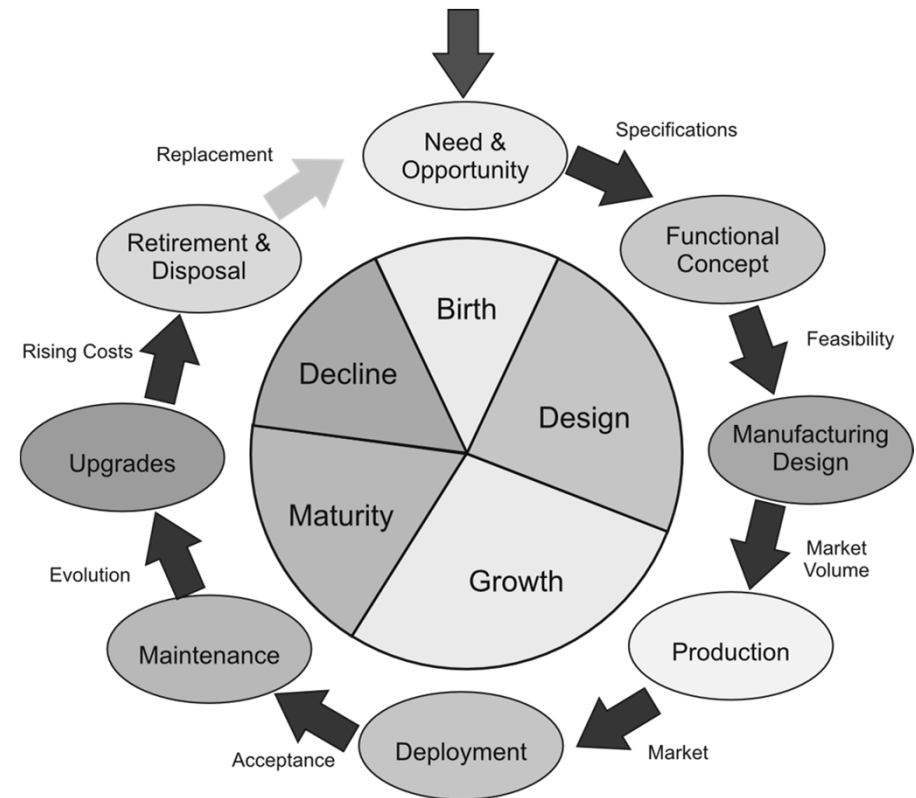 Need &
Opportunity
Specifications
Functional
Concept
Feasibility
Manufacturing
Design
Market
Volume
Production
Market
Deployment
Acceptance
Maintenance
Evolution
Upgrades
Rising Costs
Retirement &
Disposal
Replacement
Birth
Design
Growth
Maturity
Decline